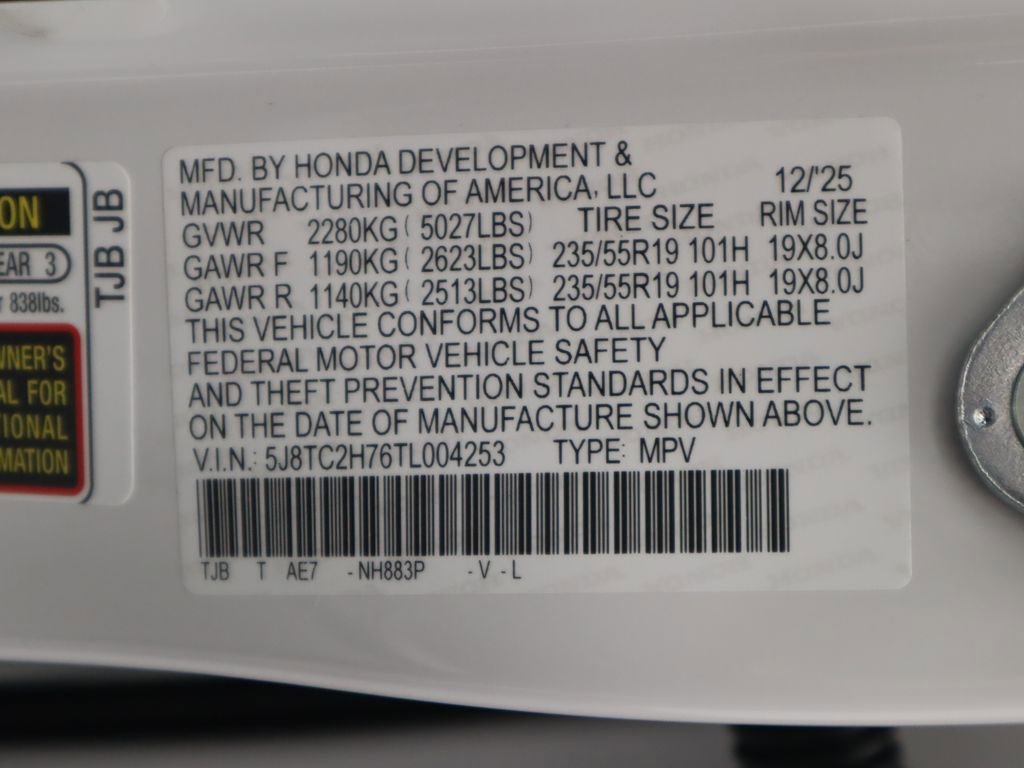 MFD. BY HONDA DEVELOPMENT &
MANUFACTURING OF AMERICA, LLC 12/'25
GVWR 2280KG ( 5027LBS) TIRE SIZE RIM SIZE
GAWR F 1190KG ( 2623LBS) 235/55R19 101H 19X8.0J
GAWR R 1140KG ( 2513LBS) 235/55R19 101H 19X8.0J
THIS VEHICLE CONFORMS TO ALL APPLICABLE
FEDERAL MOTOR VEHICLE SAFETY
AND THEFT PREVENTION STANDARDS IN EFFECT
ON THE DATE OF MANUFACTURE SHOWN ABOVE.
V.I.N.: 5J8TC2H76TL004253 TYPE: MPV
TJB T AE7 - NH883P - V - L
ON
EAR 3
838lbs.
WNER'S
AL FOR
TIONAL
MATION
TJB JB